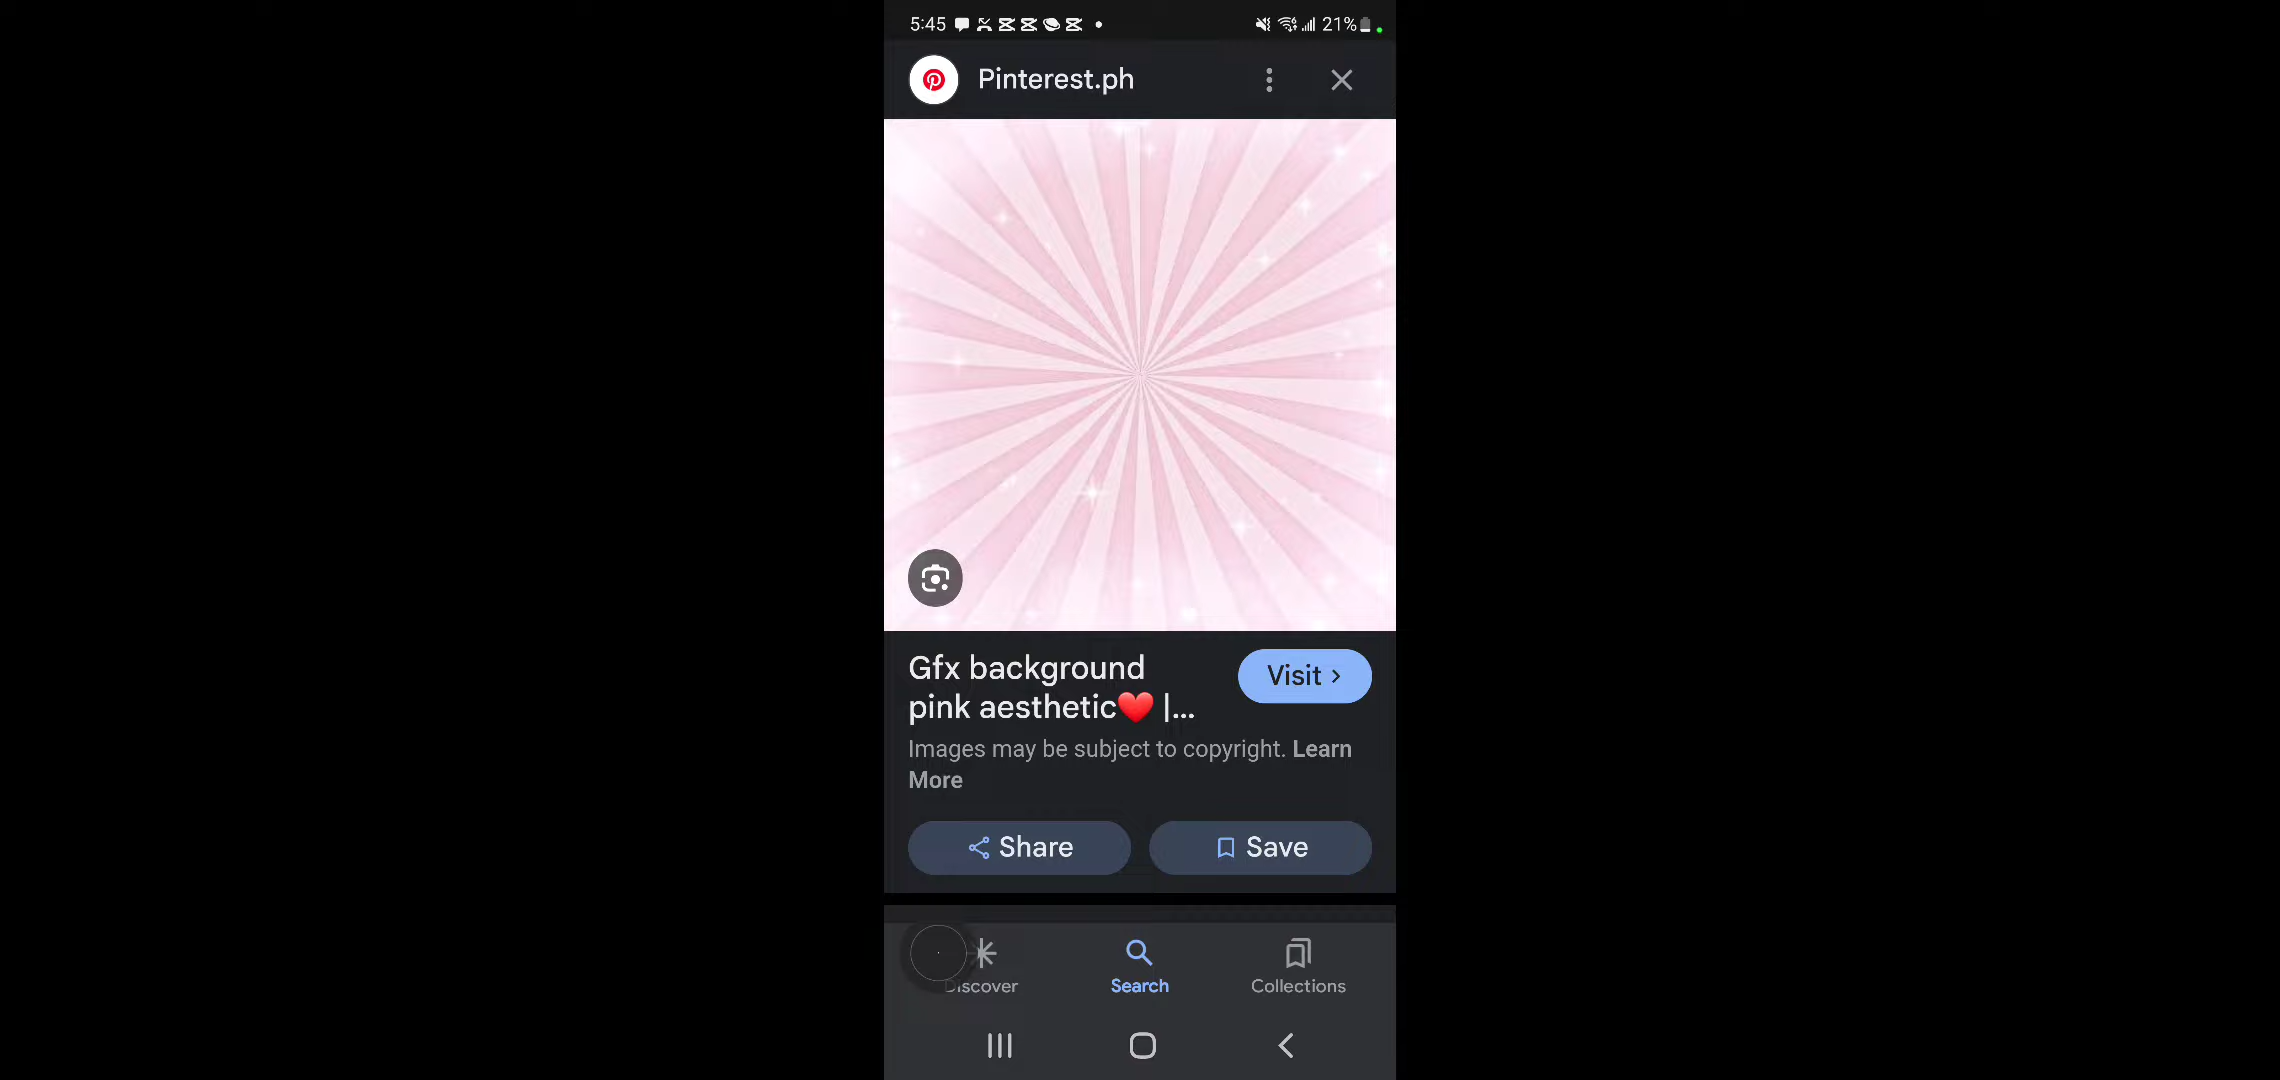 5:45 21%
Pinterest.ph
Gfx background
pink aesthetic❤️ |...
Visit
Images may be subject to copyright. Learn
More
Share
Save
Discover
Search
Collections